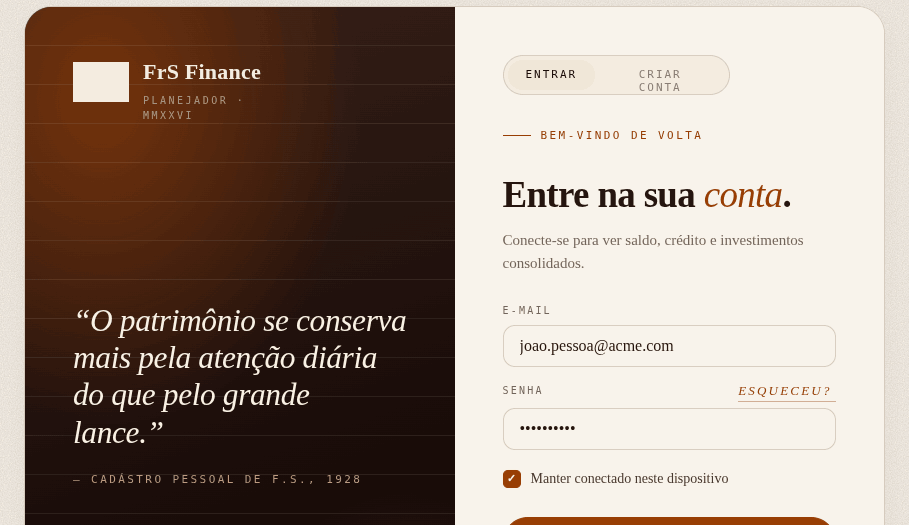 FrS Finance
PLANEJADOR ·
MMXXVI
“O patrimônio se conserva
mais pela atenção diária
do que pelo grande
lance.”
— CADÁSTRO PESSOAL DE F.S., 1928
ENTRAR
CRIAR
CONTA
BEM-VINDO DE VOLTA
Entre na sua conta.
Conecte-se para ver saldo, crédito e investimentos
consolidados.
E-MAIL
joao.pessoa@acme.com
SENHA
ESQUECEU?
••••••••••
Manter conectado neste dispositivo